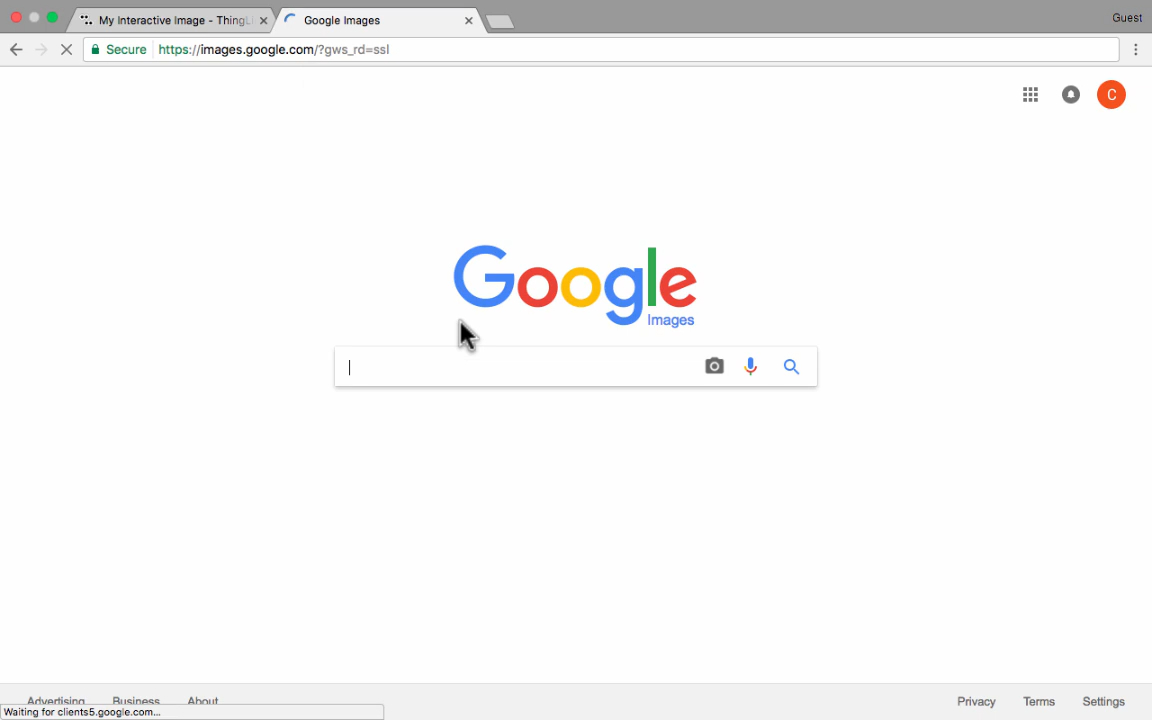 My Interactive Image - ThingLi
Google Images
Guest
Secure
https://images.google.com/?gws_rd=ssl
C
Google
Images
Advertising Business About
Privacy Terms Settings
Waiting for clients5.google.com...